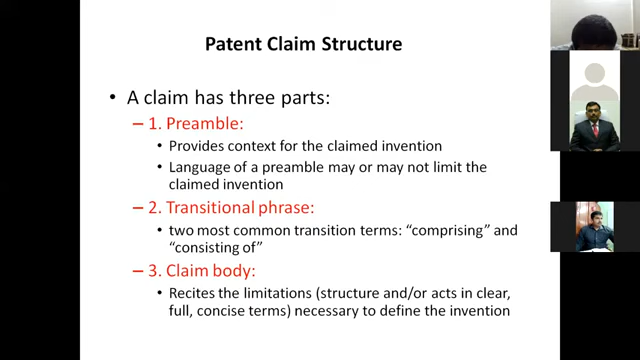 Patent Claim Structure
• A claim has three parts:
– 1. Preamble:
• Provides context for the claimed invention
• Language of a preamble may or may not limit the
claimed invention
– 2. Transitional phrase:
• two most common transition terms: “comprising” and
“consisting of”
– 3. Claim body:
• Recites the limitations (structure and/or acts in clear,
full, concise terms) necessary to define the invention